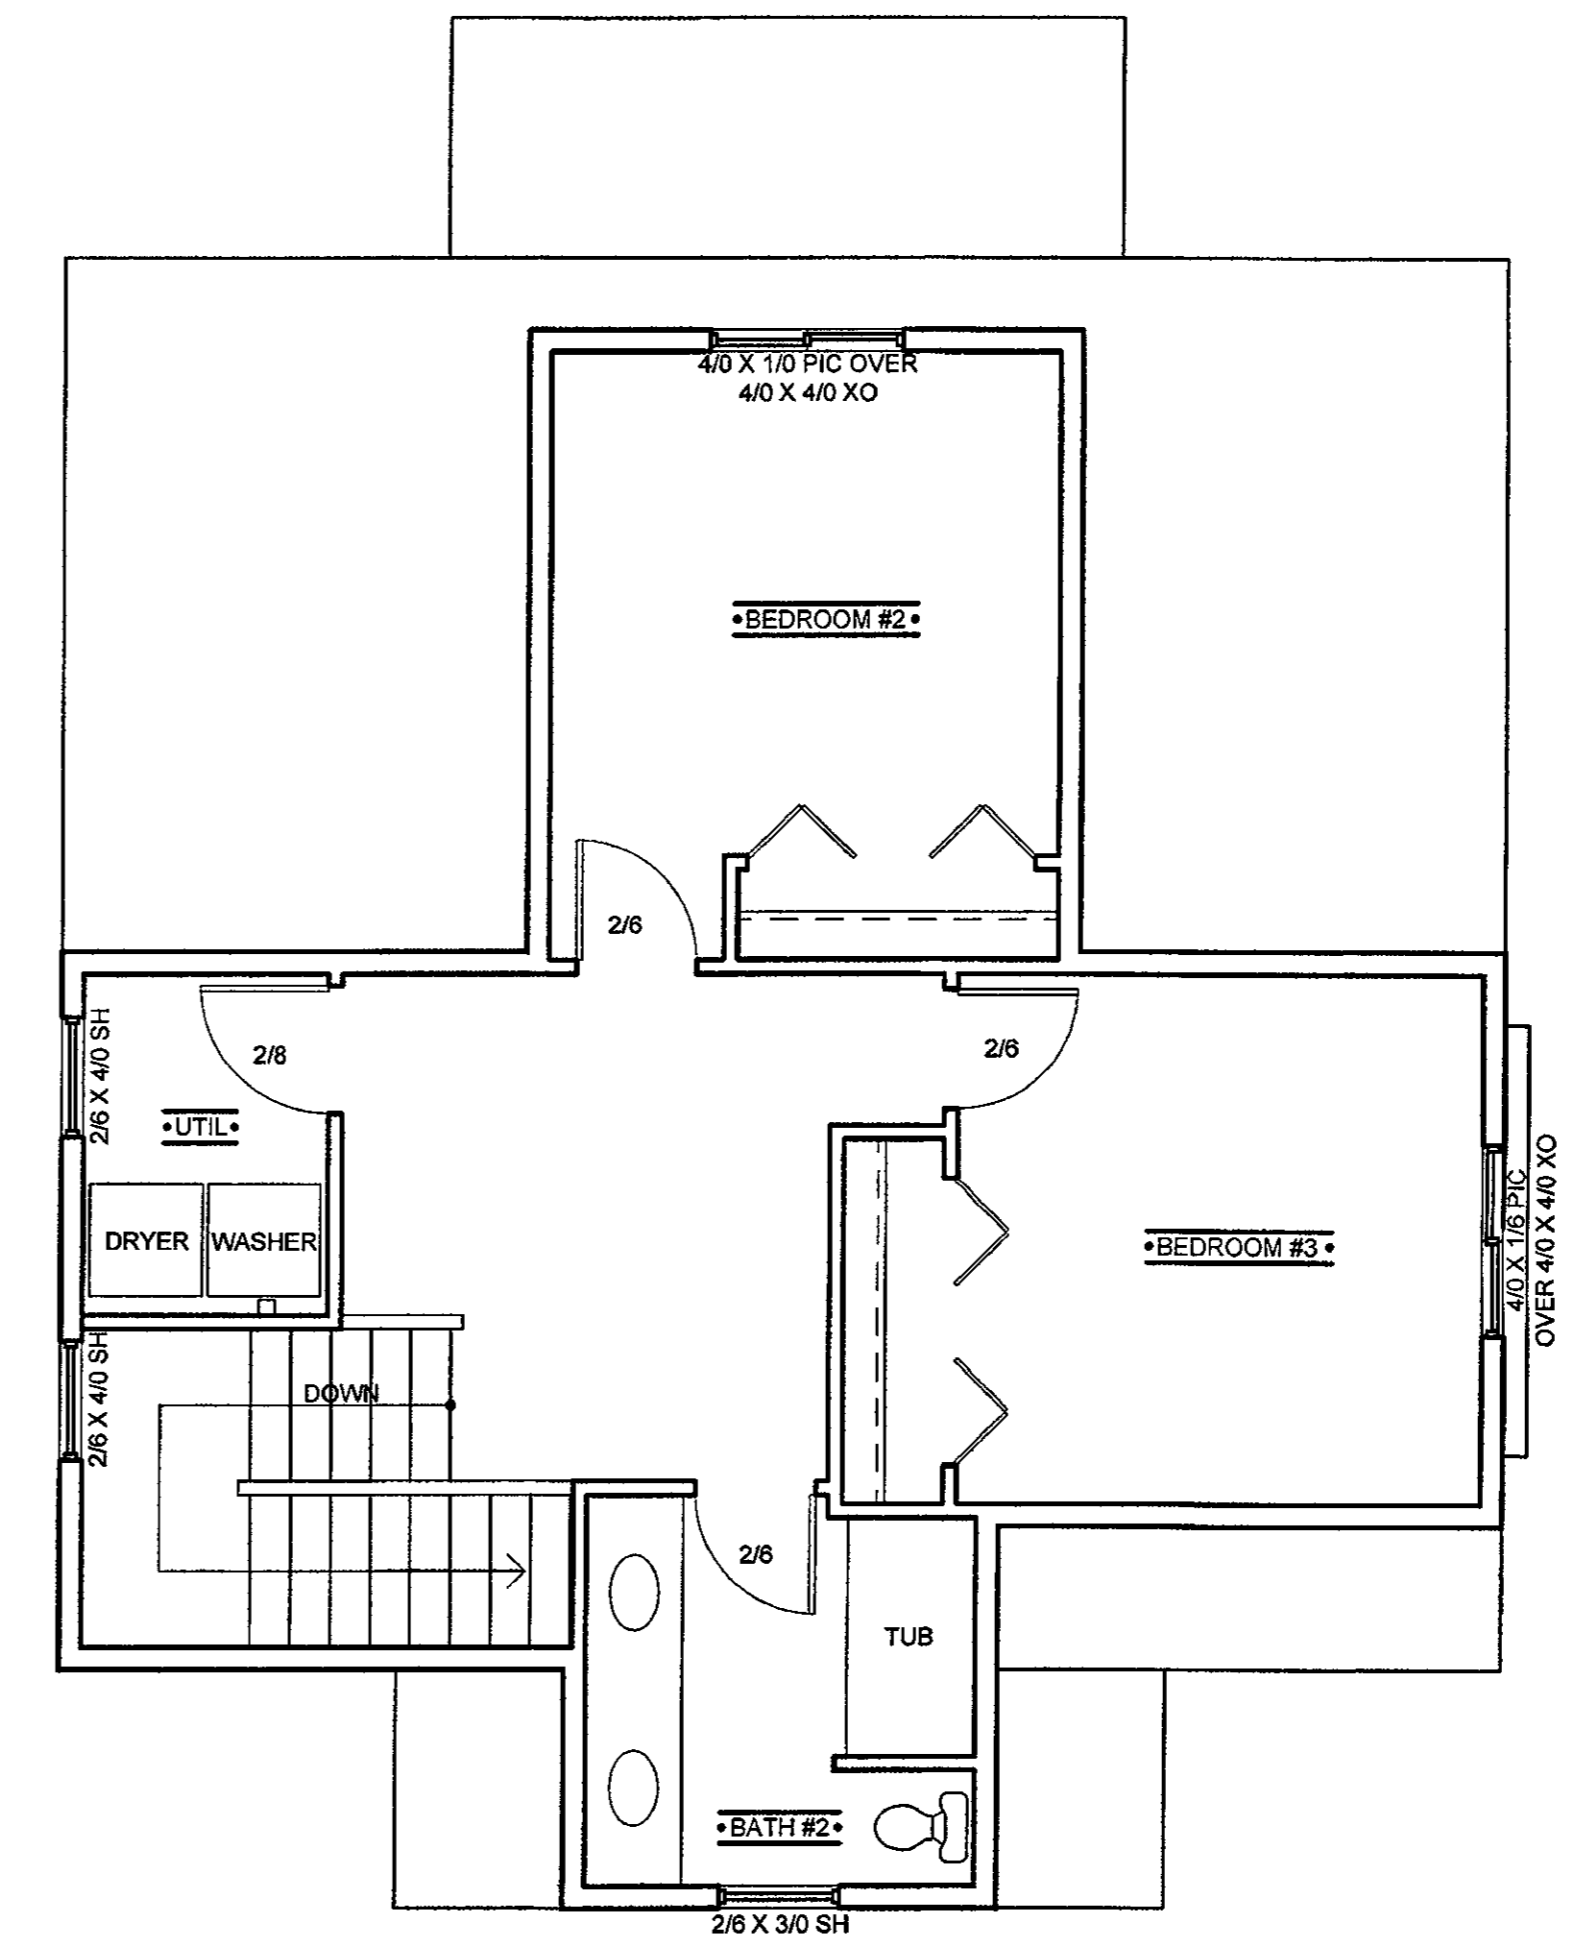 4/0 X 1/0 PIC OVER
4/0 X 4/0 XO
•BEDROOM #2•
2/6
2/6 X 4/0 SH
2/8
2/6
•UTIL•
DRYER
WASHER
•BEDROOM #3•
4/0 X 1/6 PIC
OVER 4/0 X 4/0 XO
2/6 X 4/0 SH
DOWN
2/6
TUB
•BATH #2•
2/6 X 3/0 SH